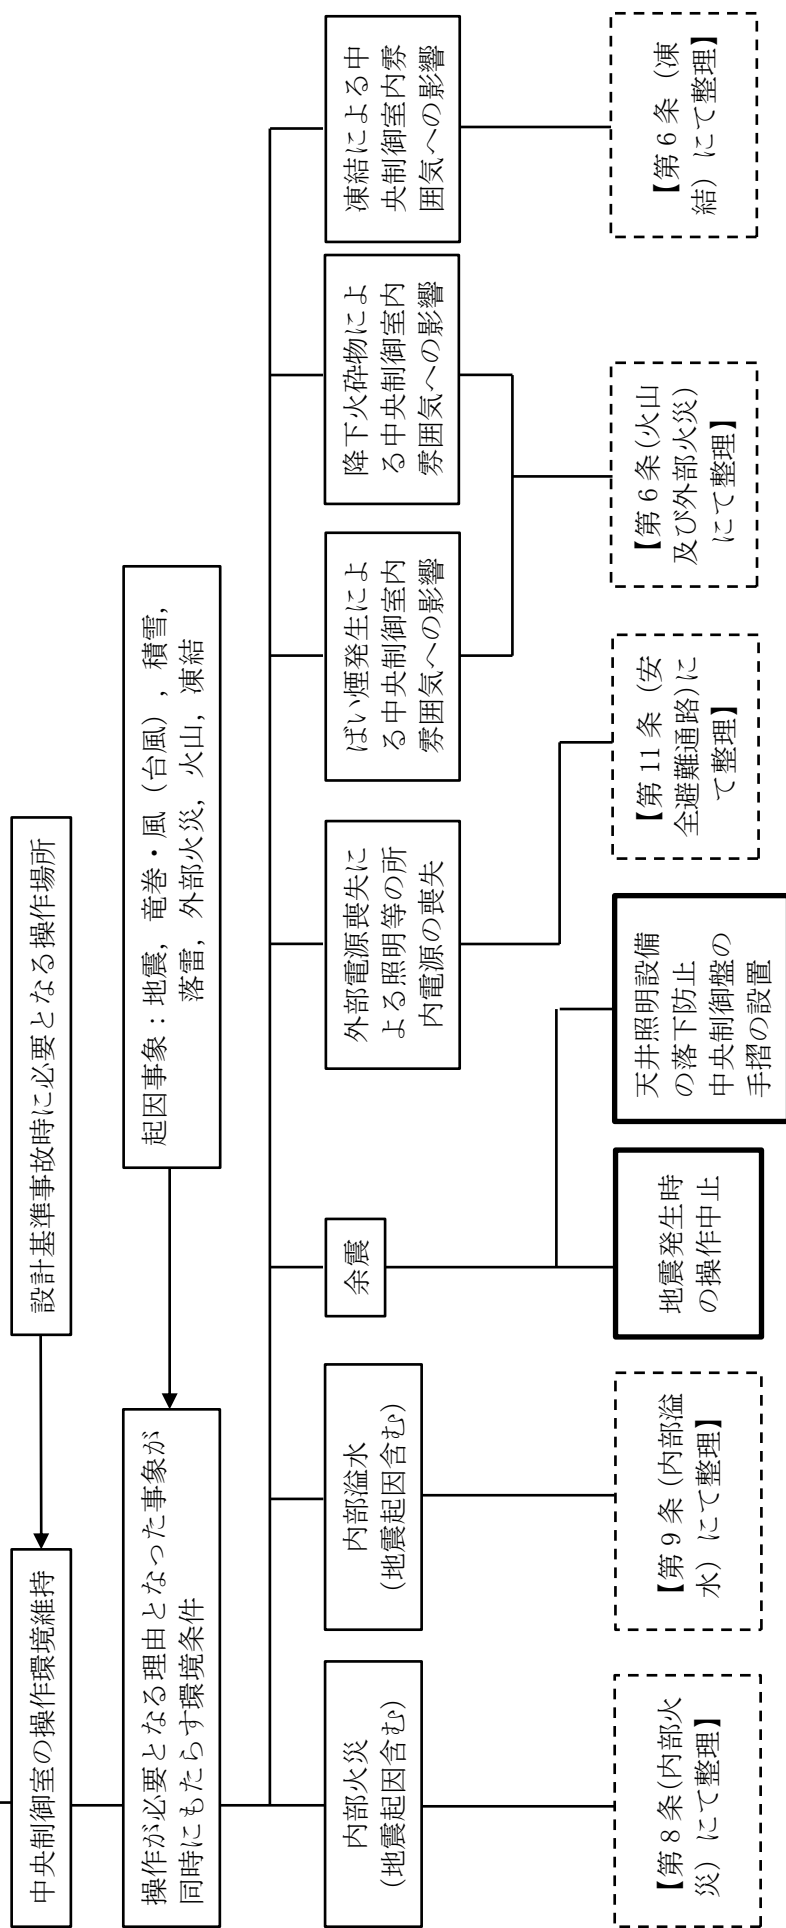 中央制御室の操作環境維持
設計基準事故時に必要となる操作場所
操作が必要となる理由となった事象が
同時にもたらす環境条件
起因事象：地震，竜巻・風（台風），積雪，
落雷，外部火災，火山，凍結
内部火災
(地震起因含む)
内部溢水
(地震起因含む)
余震
外部電源喪失に
よる照明等の所
内電源の喪失
ばい煙発生によ
る中央制御室内
雰囲気への影響
降下火砕物によ
る中央制御室内
雰囲気への影響
凍結による中
央制御室内雰
囲気への影響
【第8条(内部火
災）にて整理】
【第9条(内部溢
水）にて整理】
地震発生時
の操作中止
天井照明設備
の落下防止
中央制御盤の
手摺の設置
【第11条（安
全避難通路)に
て整理】
【第6条(火山
及び外部火災)
にて整理】
【第6条（凍
結）にて整理】